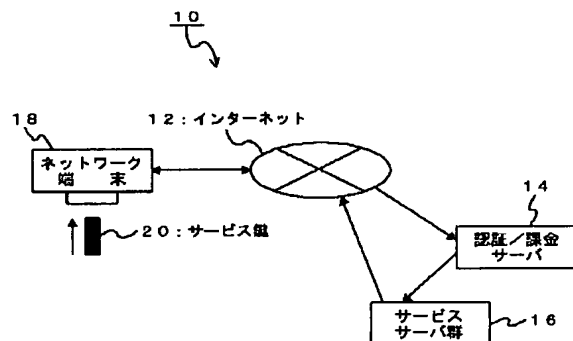 10
18
ネットワーク
端 末
12:インターネット
20:サービス鍵
14
認証/課金
サーバ
サービス
サーバ群
16